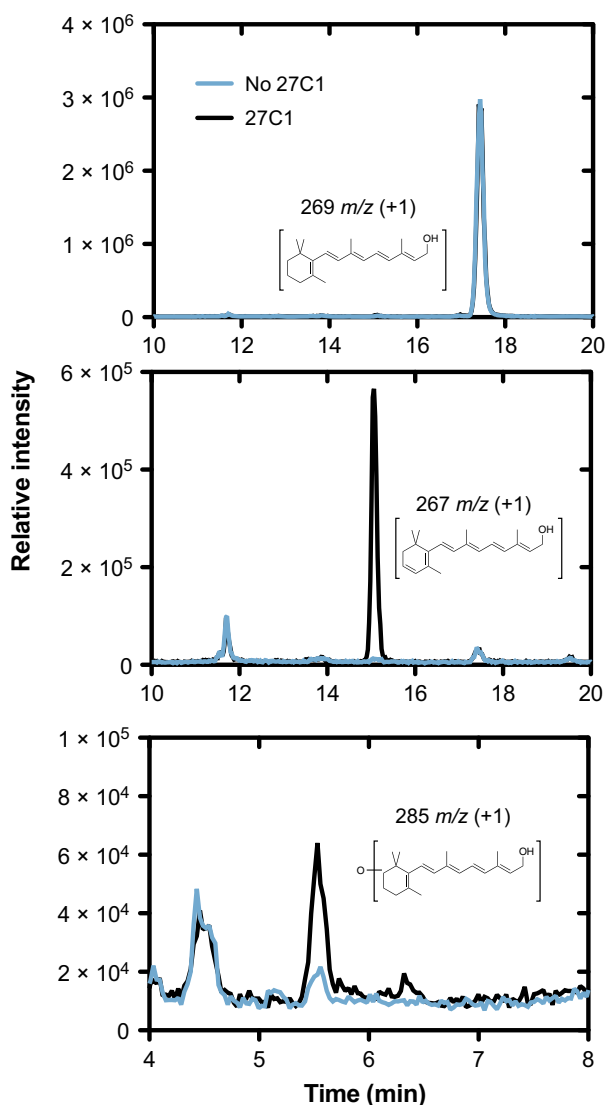 Relative intensity
4 × 10⁶
3 × 10⁶
2 × 10⁶
1 × 10⁶
0
No 27C1
27C1
269 m/z (+1)
OH
10 12 14 16 18 20
6 × 10⁵
4 × 10⁵
2 × 10⁵
0
267 m/z (+1)
OH
10 12 14 16 18 20
1 × 10⁵
8 × 10⁴
6 × 10⁴
4 × 10⁴
2 × 10⁴
0
285 m/z (+1)
OH
O
4 5 6 7 8
Time (min)